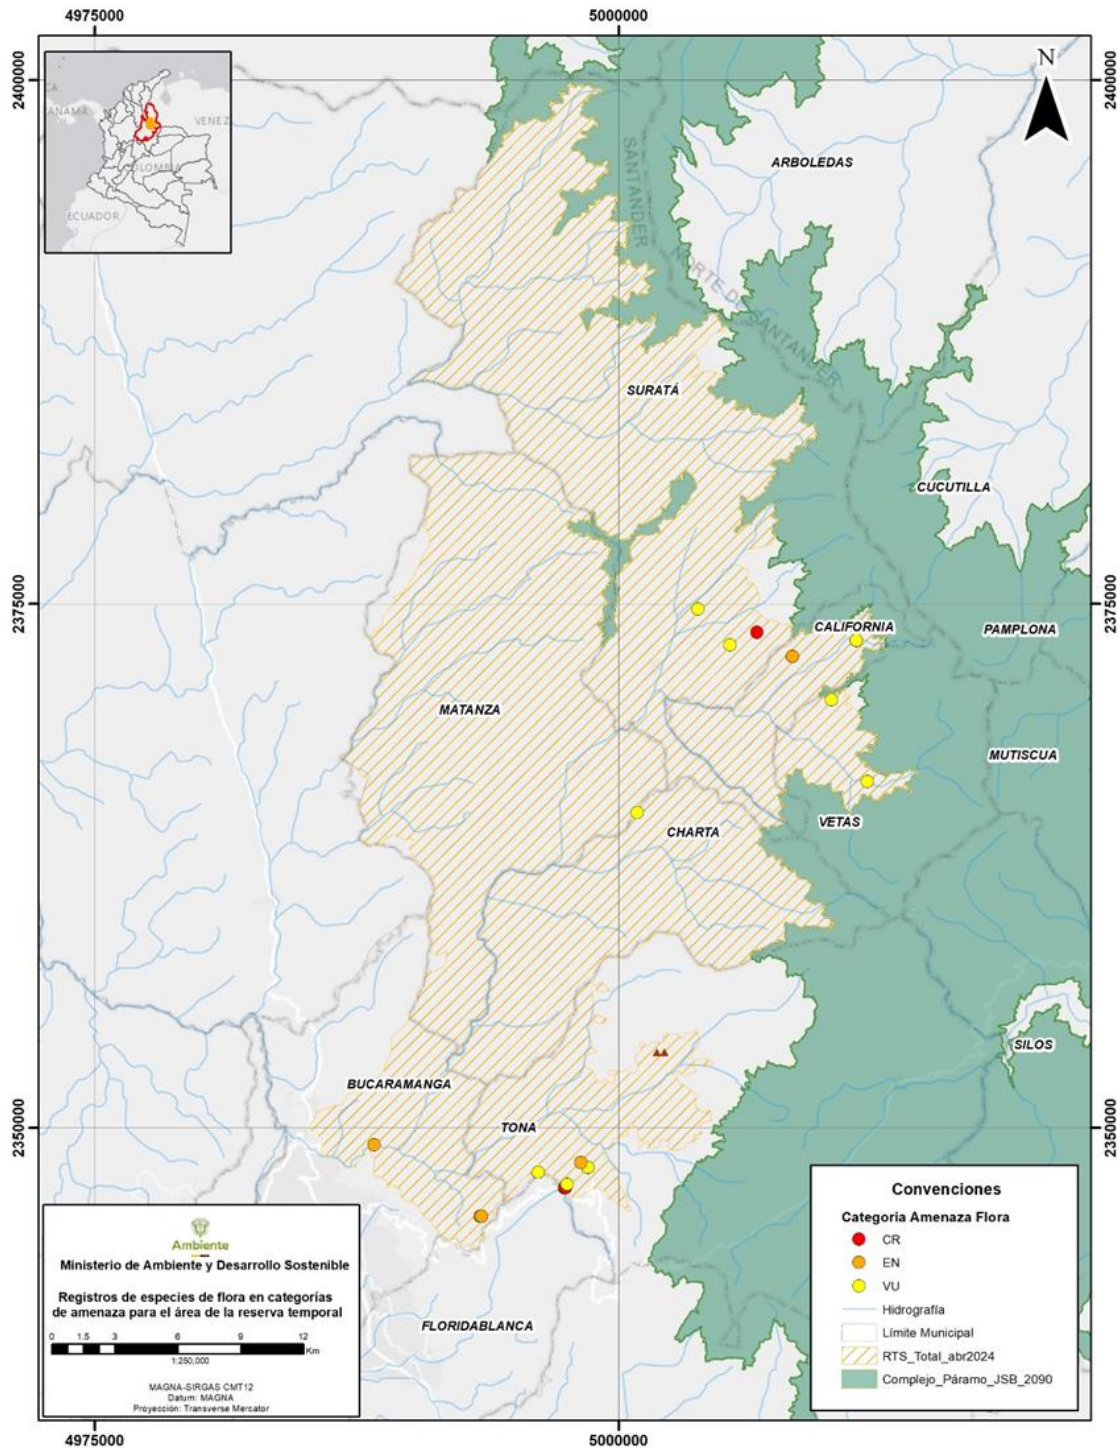 4975000
5000000
2400000
2400000
N
PANAMÁ
VENEZ
COLOMBIA
ECUADOR
ARBOLEDAS
SANTANDER
NORTE DE SANTANDER
SURATÁ
CUCUTILLA
2375000
2375000
CALIFORNIA
PAMPLONA
MATANZA
MUTISCUA
VETAS
CHARTA
SILOS
BUCARAMANGA
TONA
2350000
2350000
FLORIDABLANCA
Ambiente
Ministerio de Ambiente y Desarrollo Sostenible
Registros de especies de flora en categorías
de amenaza para el área de la reserva temporal
0 1.5 3 6 9 12
Km
1:250,000
MAGNA-SIRGAS CMT12
Datum: MAGNA
Proyección: Transverse Mercator
Convenciones
Categoria Amenaza Flora
CR
EN
VU
Hidrografía
Límite Municipal
RTS_Total_abr2024
Complejo_Páramo_JSB_2090
4975000
5000000